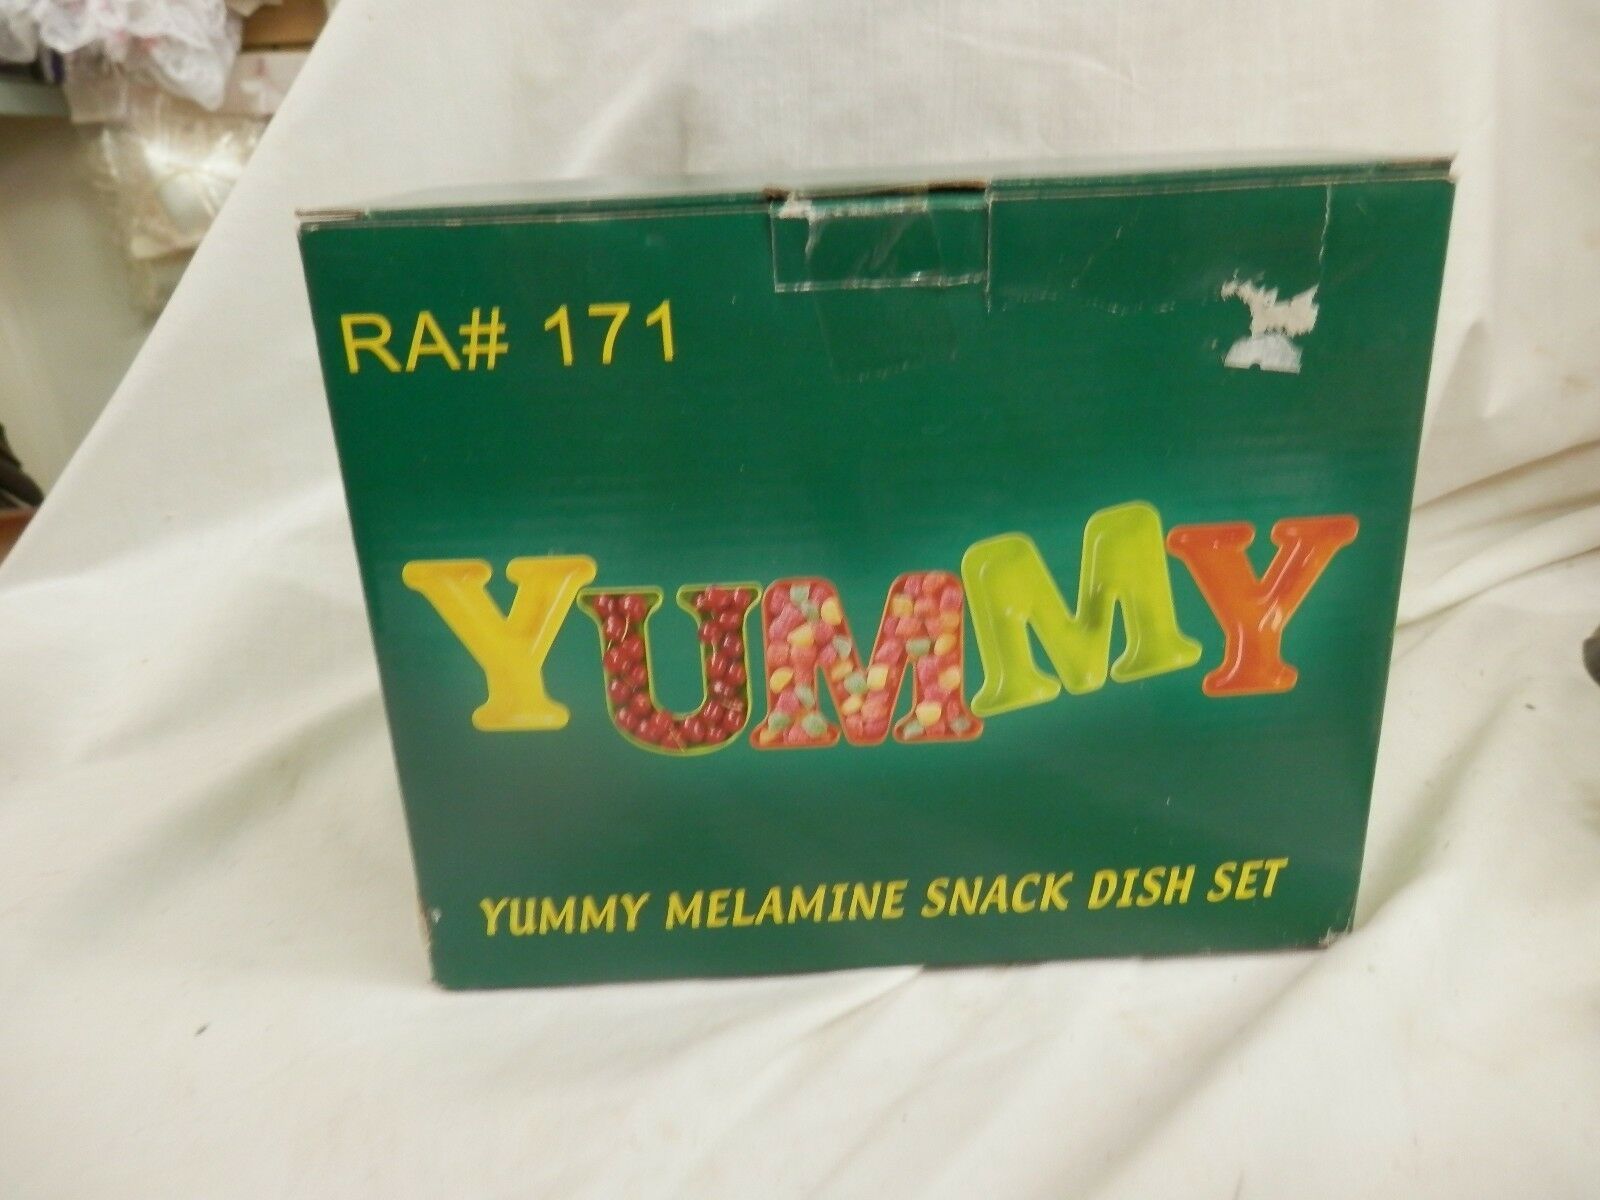 RA# 171
YUMMY
YUMMY MELAMINE SNACK DISH SET